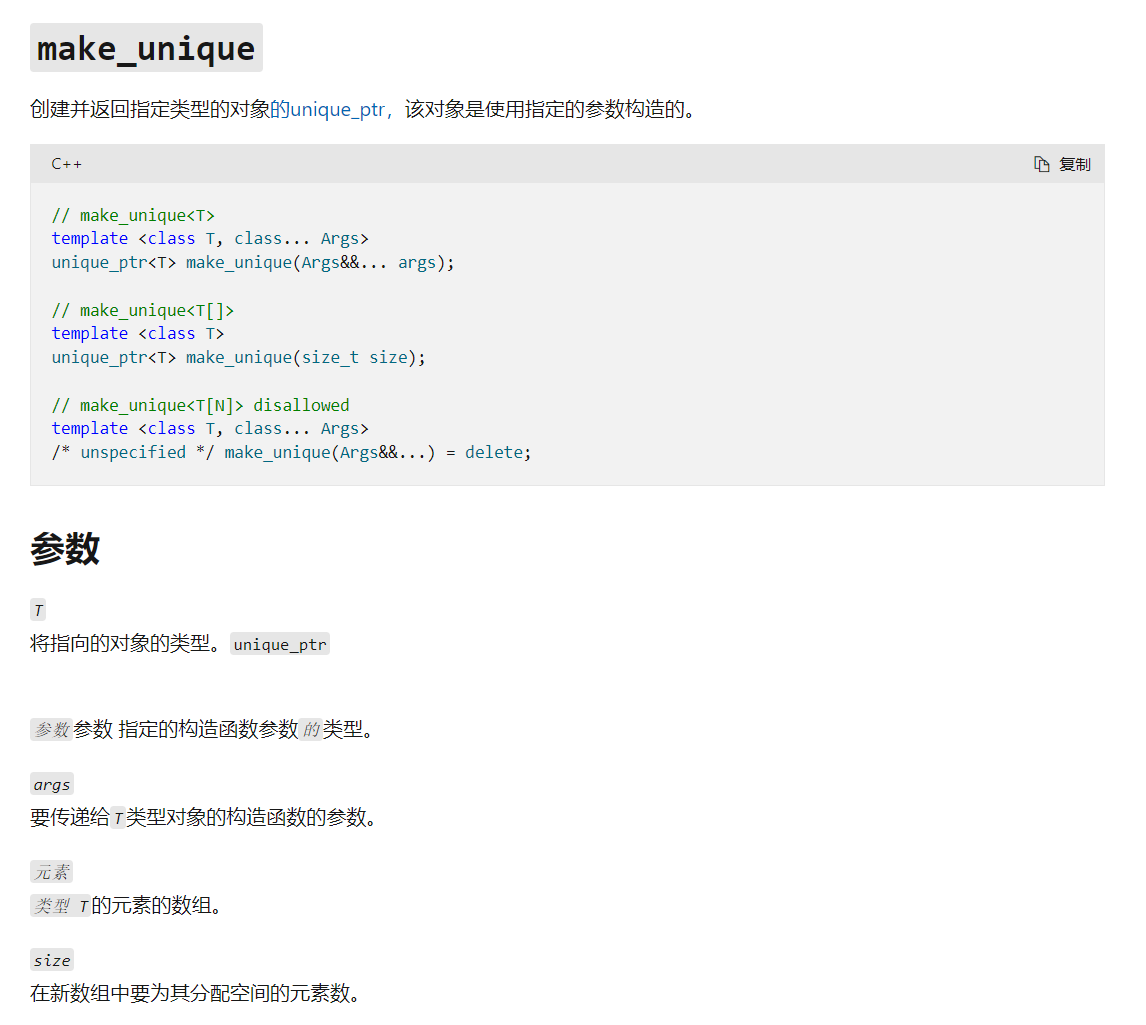 make_unique
创建并返回指定类型的对象的unique_ptr，该对象是使用指定的参数构造的。
C++
复制
// make_unique<T>
template <class T, class... Args>
unique_ptr<T> make_unique(Args&&... args);
// make_unique<T[]>
template <class T>
unique_ptr<T> make_unique(size_t size);
// make_unique<T[N]> disallowed
template <class T, class... Args>
/* unspecified */ make_unique(Args&&...) = delete;
参数
T
将指向的对象的类型。unique_ptr
参数参数 指定的构造函数参数的类型。
args
要传递给T类型对象的构造函数的参数。
元素
类型 T的元素的数组。
size
在新数组中要为其分配空间的元素数。